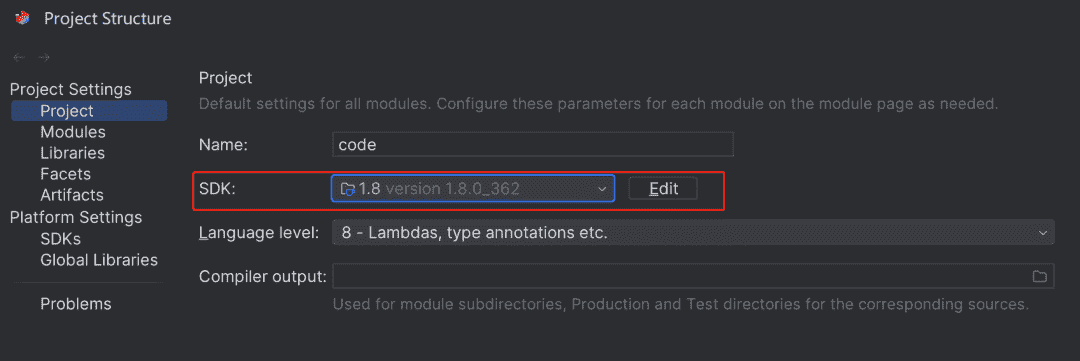 Project Structure
Project Settings
Project
Modules
Libraries
Facets
Artifacts
Platform Settings
SDKs
Global Libraries
Problems
Project
Default settings for all modules. Configure these parameters for each module on the module page as needed.
Name: code
SDK: 1.8 version 1.8.0_362 Edit
Language level: 8 - Lambdas, type annotations etc.
Compiler output:
Used for module subdirectories, Production and Test directories for the corresponding sources.